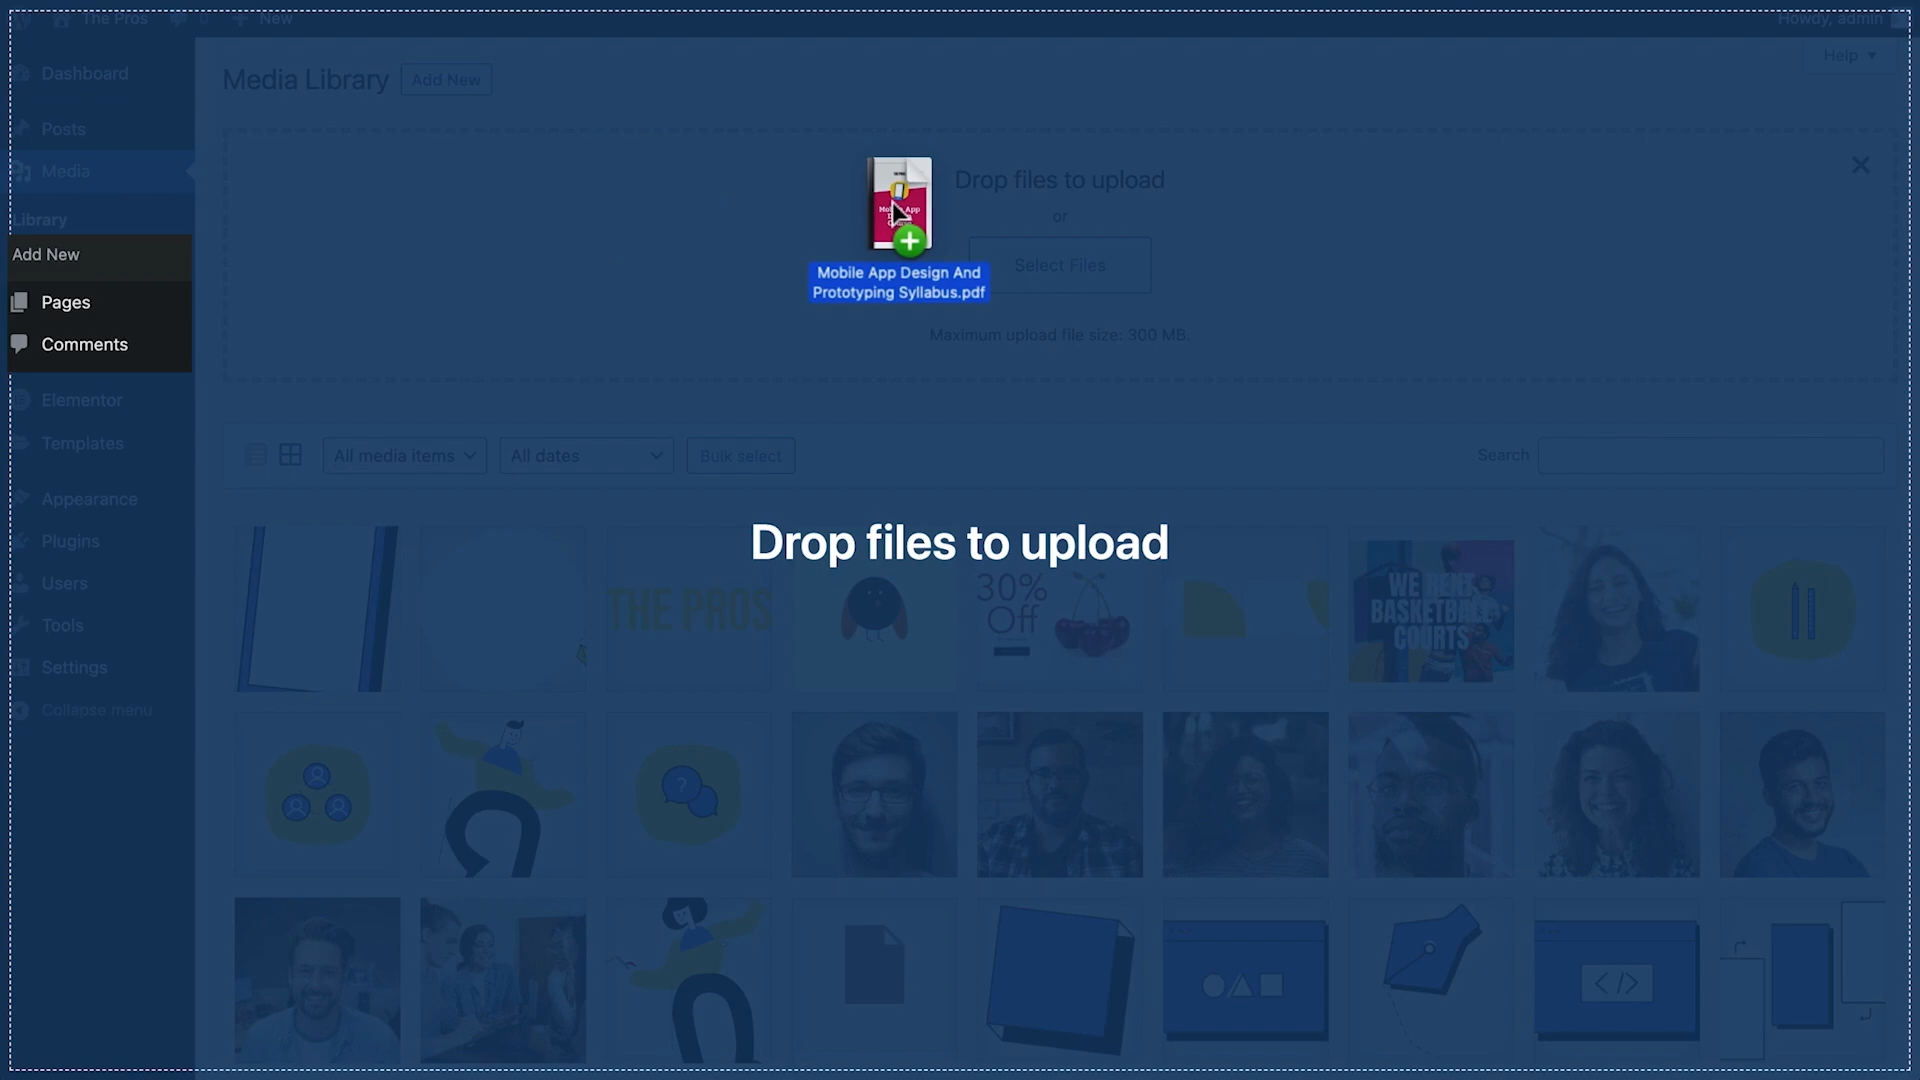 The Pros
0
New
Howdy, admin
Help
Dashboard
Posts
Media
Library
Add New
Pages
Comments
Elementor
Templates
Appearance
Plugins
Users
Tools
Settings
Collapse menu
Media Library
Add New
Drop files to upload
or
Select Files
Maximum upload file size: 300 MB.
Mobile App Design And
Prototyping Syllabus.pdf
All media items
All dates
Bulk select
Search
Drop files to upload
THE PROS
30%
Off
WE RENT
BASKETBALL
COURTS
?
</>